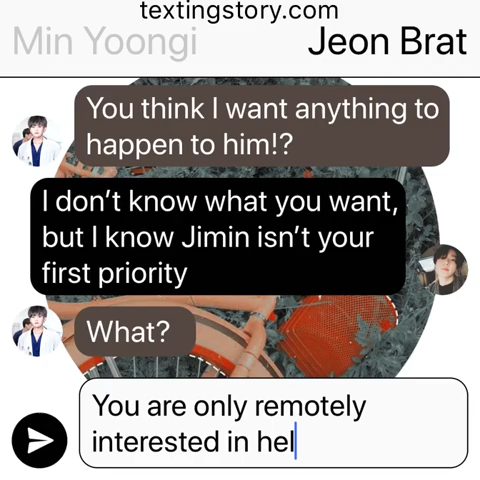 textingstory.com
Min Yoongi
Jeon Brat
You think I want anything to
happen to him!?
I don’t know what you want,
but I know Jimin isn’t your
first priority
What?
You are only remotely
interested in hel